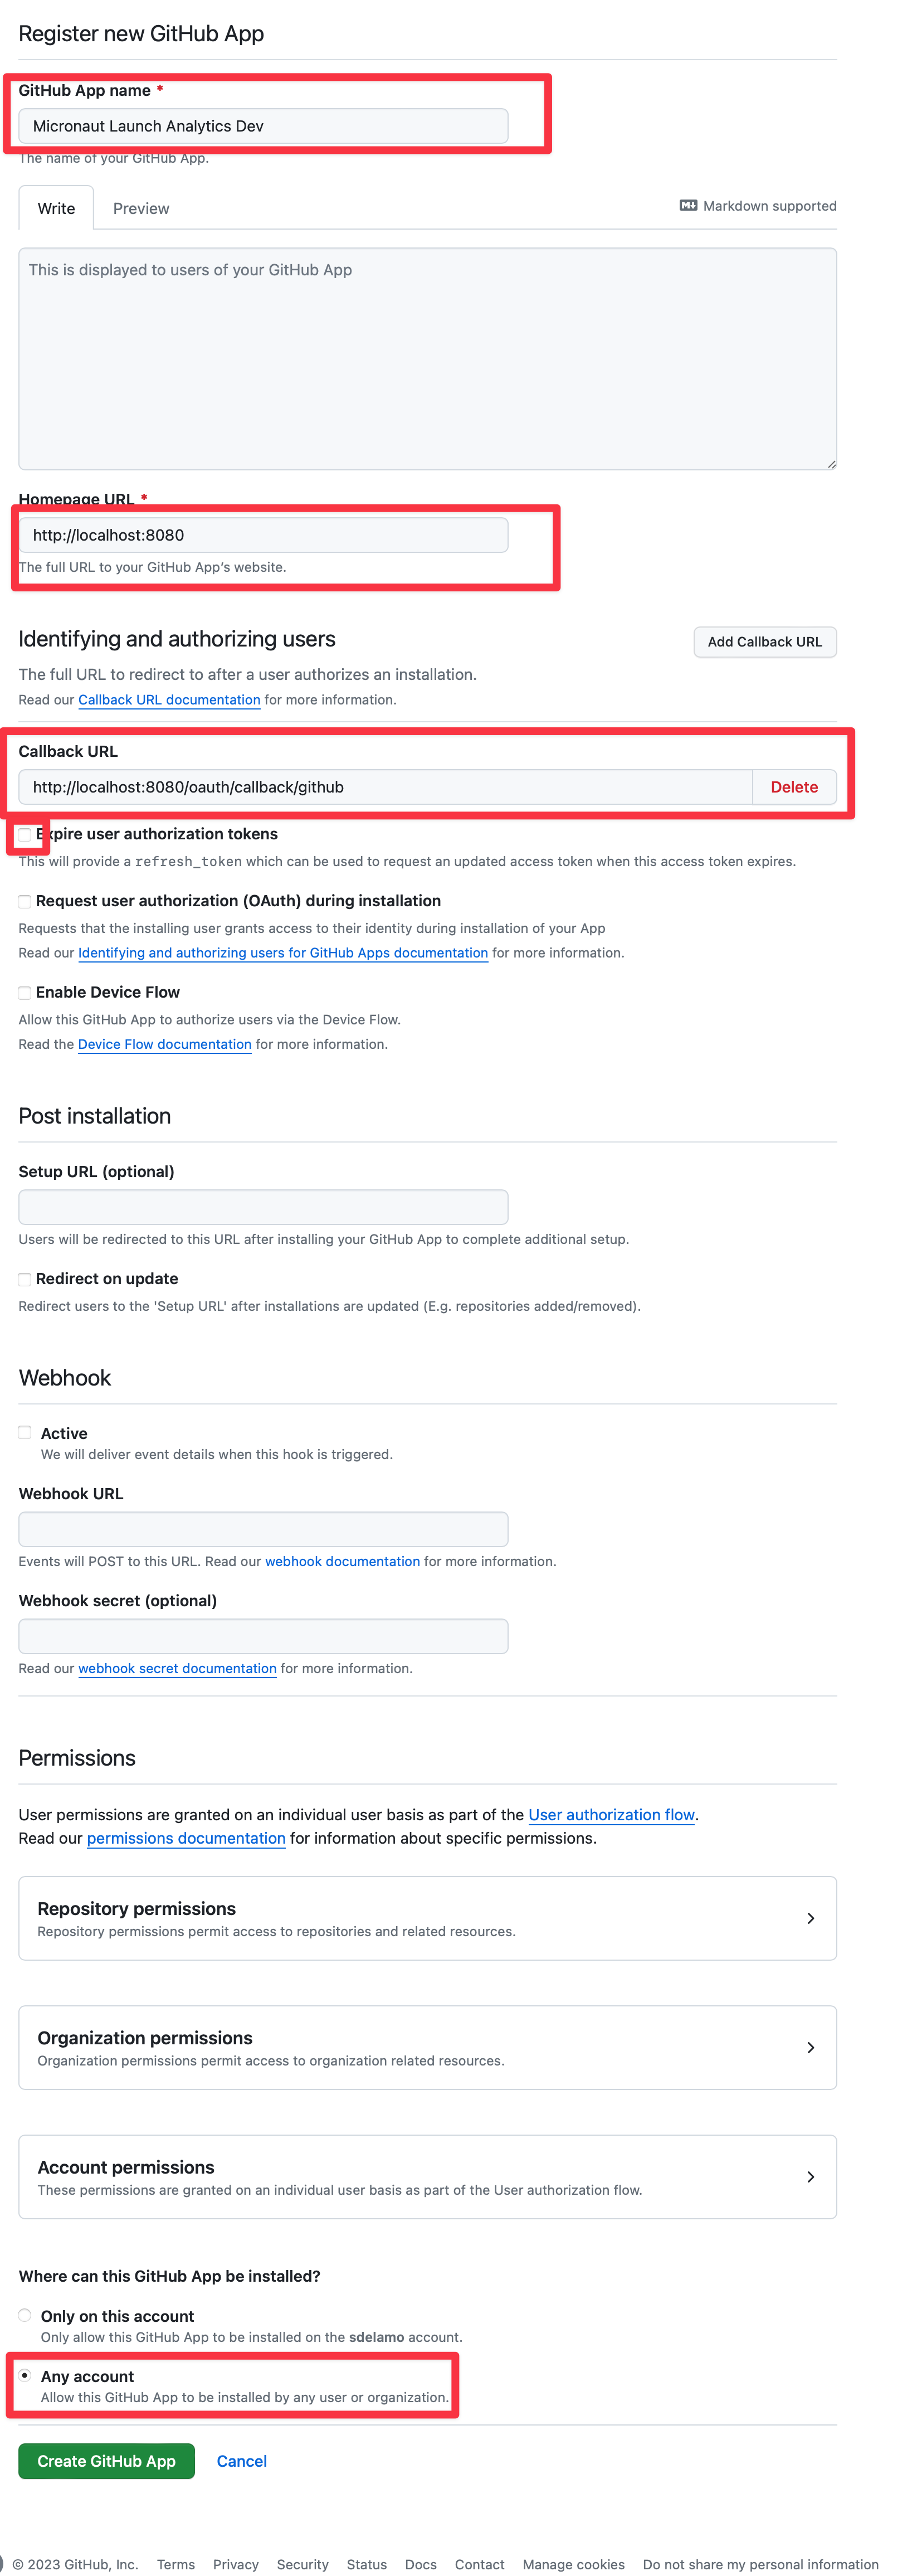 Register new GitHub App
GitHub App name *
Micronaut Launch Analytics Dev
The name of your GitHub App.
Write
Preview
Markdown supported
This is displayed to users of your GitHub App
Homepage URL *
http://localhost:8080
The full URL to your GitHub App's website.
Identifying and authorizing users
Add Callback URL
The full URL to redirect to after a user authorizes an installation.
Read our Callback URL documentation for more information.
Callback URL
http://localhost:8080/oauth/callback/github
Delete
Expire user authorization tokens
This will provide a refresh_token which can be used to request an updated access token when this access token expires.
Request user authorization (OAuth) during installation
Requests that the installing user grants access to their identity during installation of your App
Read our Identifying and authorizing users for GitHub Apps documentation for more information.
Enable Device Flow
Allow this GitHub App to authorize users via the Device Flow.
Read the Device Flow documentation for more information.
Post installation
Setup URL (optional)
Users will be redirected to this URL after installing your GitHub App to complete additional setup.
Redirect on update
Redirect users to the 'Setup URL' after installations are updated (E.g. repositories added/removed).
Webhook
Active
We will deliver event details when this hook is triggered.
Webhook URL
Events will POST to this URL. Read our webhook documentation for more information.
Webhook secret (optional)
Read our webhook secret documentation for more information.
Permissions
User permissions are granted on an individual user basis as part of the User authorization flow.
Read our permissions documentation for information about specific permissions.
Repository permissions
Repository permissions permit access to repositories and related resources.
Organization permissions
Organization permissions permit access to organization related resources.
Account permissions
These permissions are granted on an individual user basis as part of the User authorization flow.
Where can this GitHub App be installed?
Only on this account
Only allow this GitHub App to be installed on the sdelamo account.
Any account
Allow this GitHub App to be installed by any user or organization.
Create GitHub App
Cancel
© 2023 GitHub, Inc. Terms Privacy Security Status Docs Contact Manage cookies Do not share my personal information